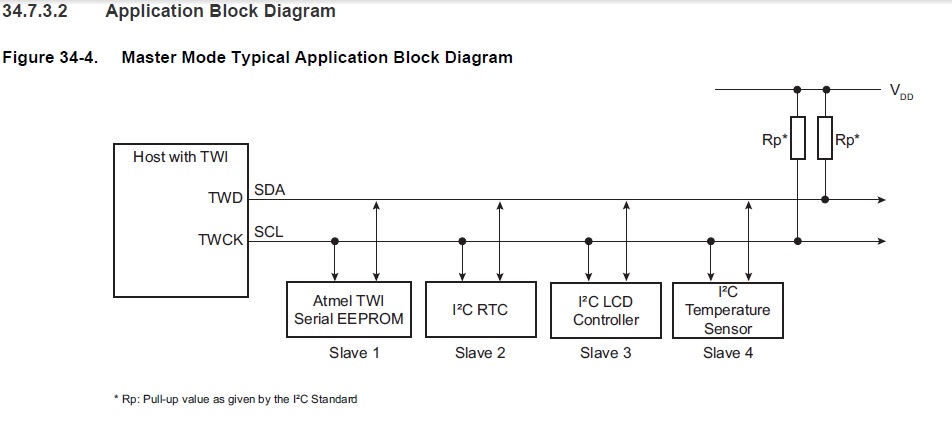 34.7.3.2 Application Block Diagram
Figure 34-4. Master Mode Typical Application Block Diagram
VDD
Rp* Rp*
Host with TWI
TWD SDA
TWCK SCL
Atmel TWI
Serial EEPROM
I²C RTC
I²C LCD
Controller
I²C
Temperature
Sensor
Slave 1 Slave 2 Slave 3 Slave 4
* Rp: Pull-up value as given by the I²C Standard